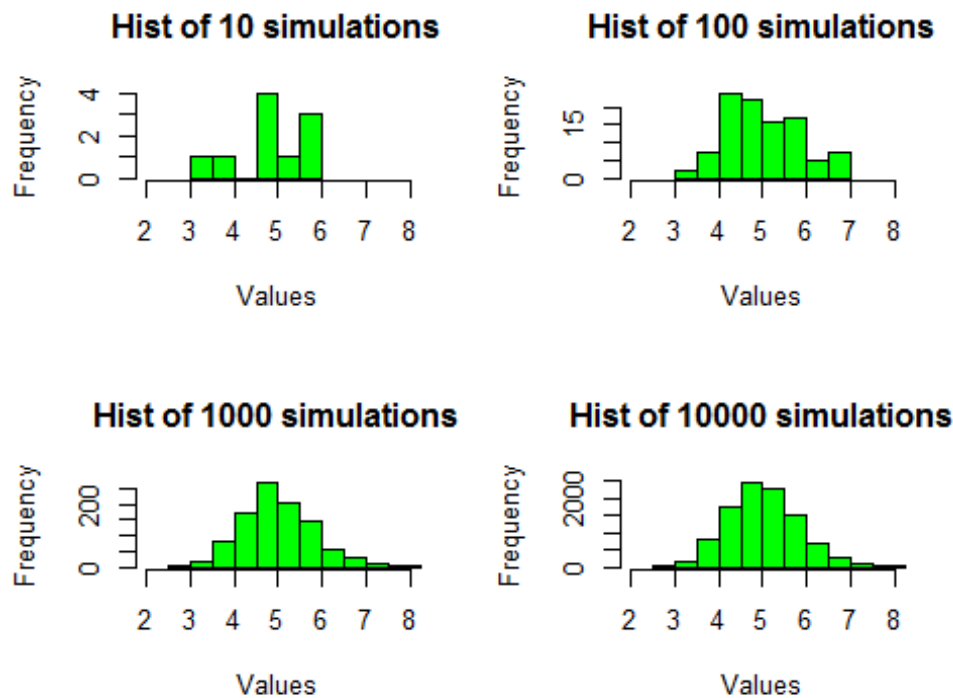 Hist of 10 simulations
Frequency
0 2 4
2 3 4 5 6 7 8
Values
Hist of 100 simulations
Frequency
0 15
2 3 4 5 6 7 8
Values
Hist of 1000 simulations
Frequency
0 200
2 3 4 5 6 7 8
Values
Hist of 10000 simulations
Frequency
0 2000
2 3 4 5 6 7 8
Values